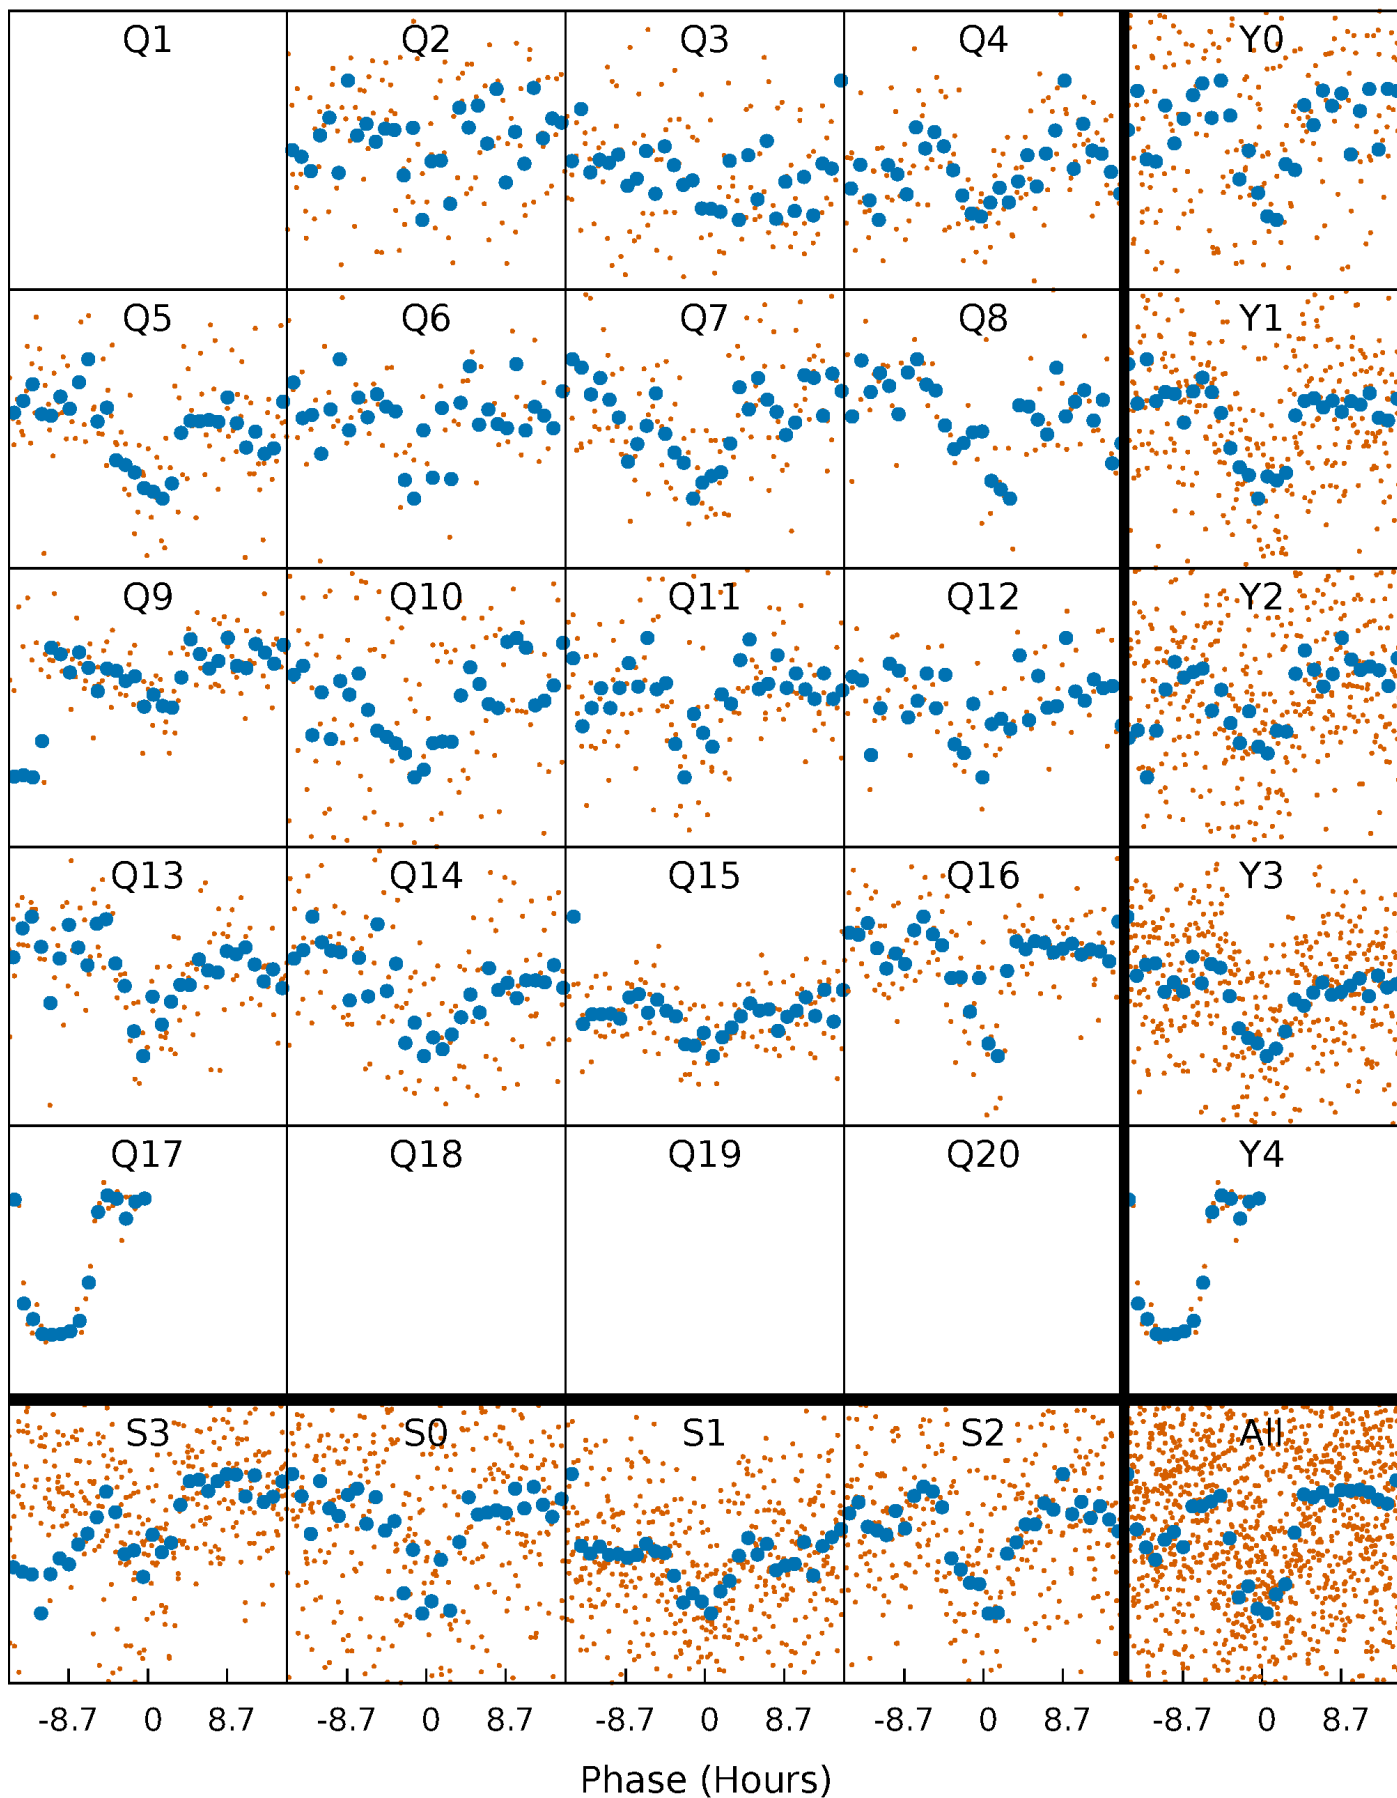 Q1 Q2 Q3 Q4 Y0
Q5 Q6 Q7 Q8 Y1
Q9 Q10 Q11 Q12 Y2
Q13 Q14 Q15 Q16 Y3
Q17 Q18 Q19 Q20 Y4
S3 S0 S1 S2 All
-8.7 0 8.7 -8.7 0 8.7 -8.7 0 8.7 -8.7 0 8.7 -8.7 0 8.7
Phase (Hours)